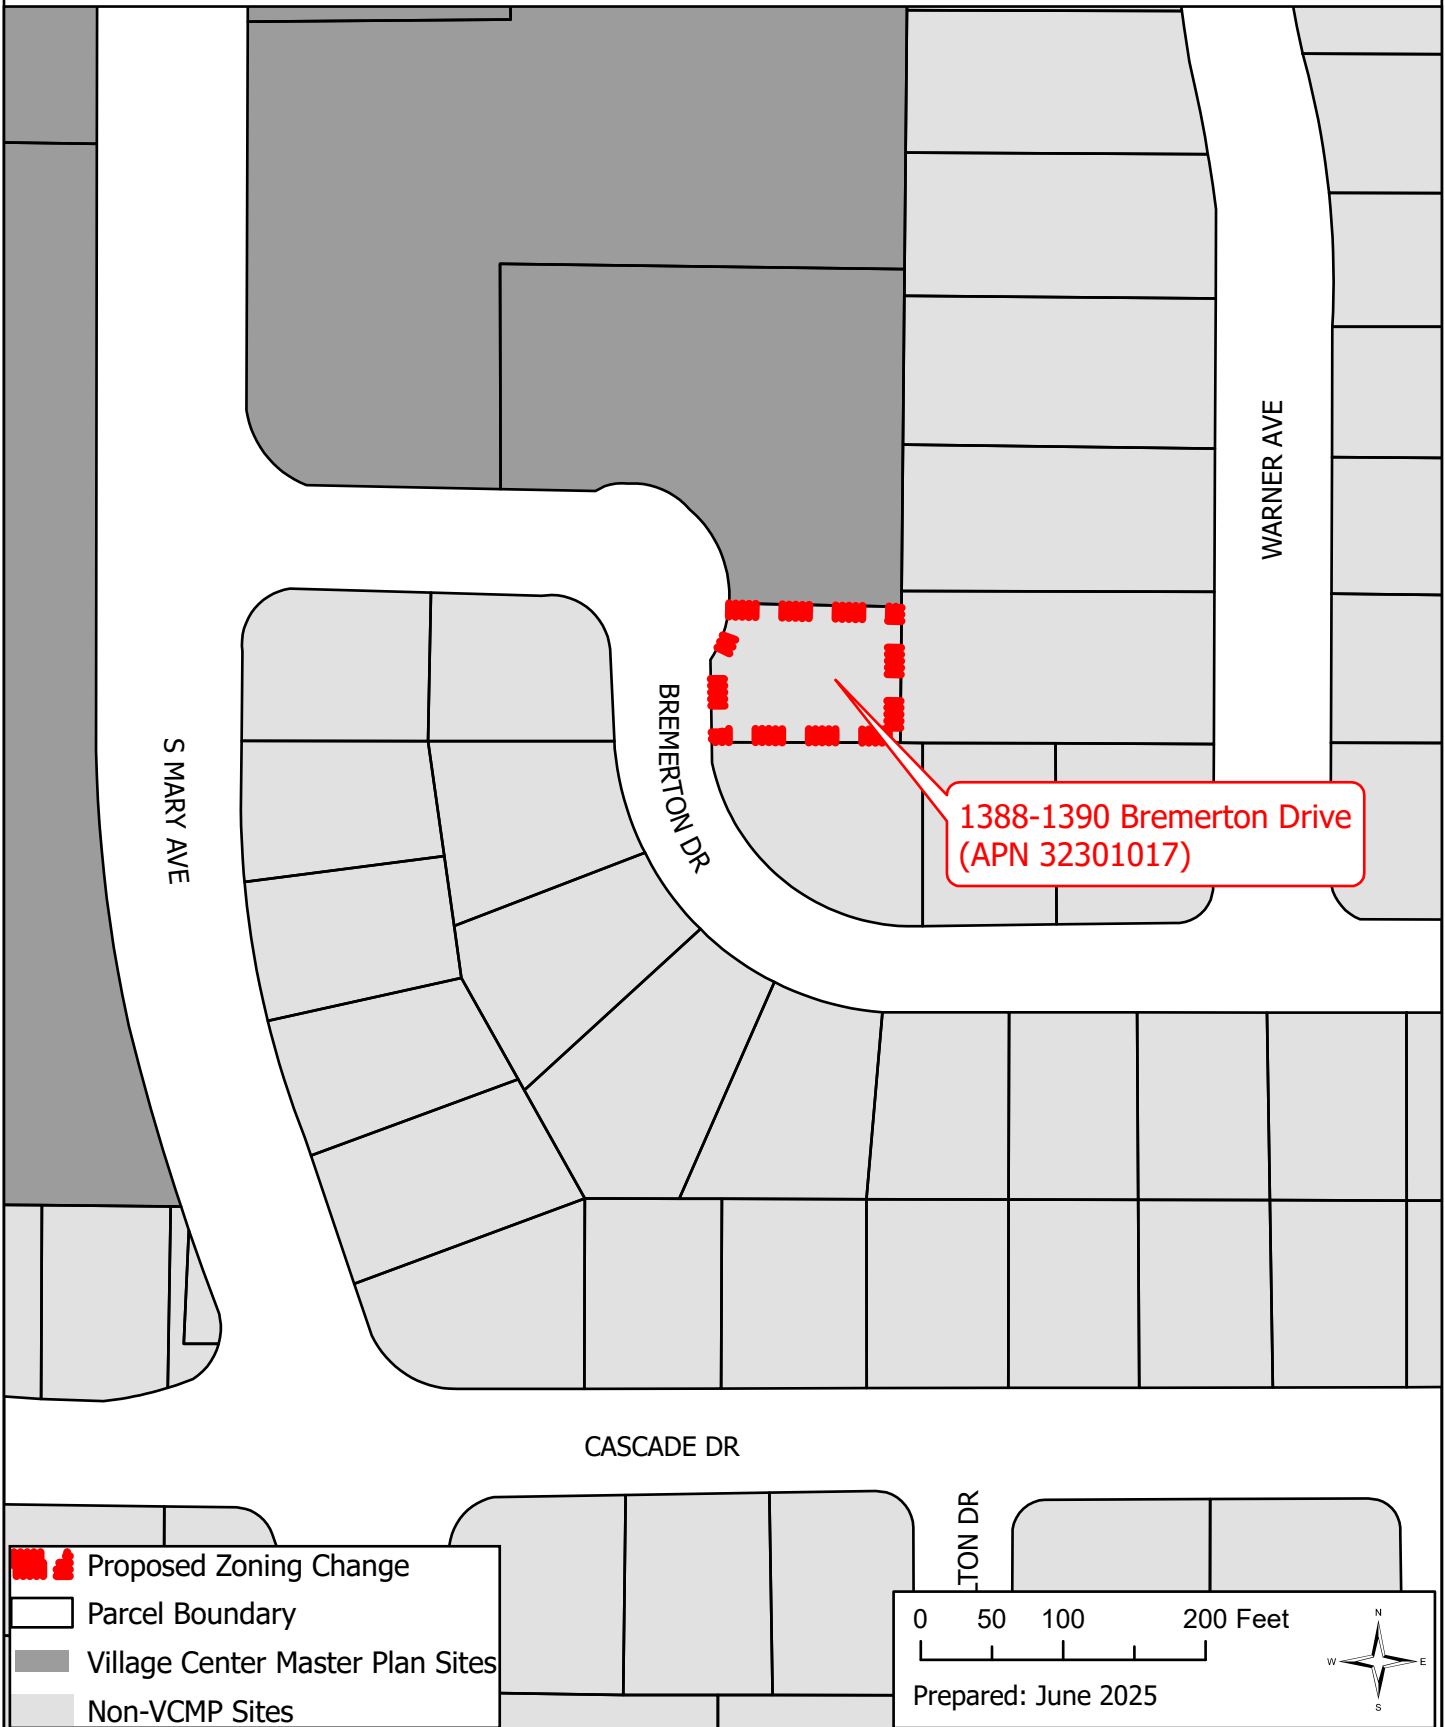 WARNER AVE
BREMERTON DR
S MARY AVE
1388-1390 Bremerton Drive
(APN 32301017)
CASCADE DR
LTON DR
Proposed Zoning Change
Parcel Boundary
Village Center Master Plan Sites
Non-VCMP Sites
0 50 100 200 Feet
N
W E
S
Prepared: June 2025